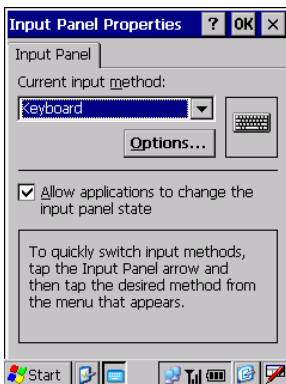 Input Panel Properties ? OK ×
Input Panel
Current input method:
Keyboard
Options...
Allow applications to change the
input panel state
To quickly switch input methods,
tap the Input Panel arrow and
then tap the desired method from
the menu that appears.
Start